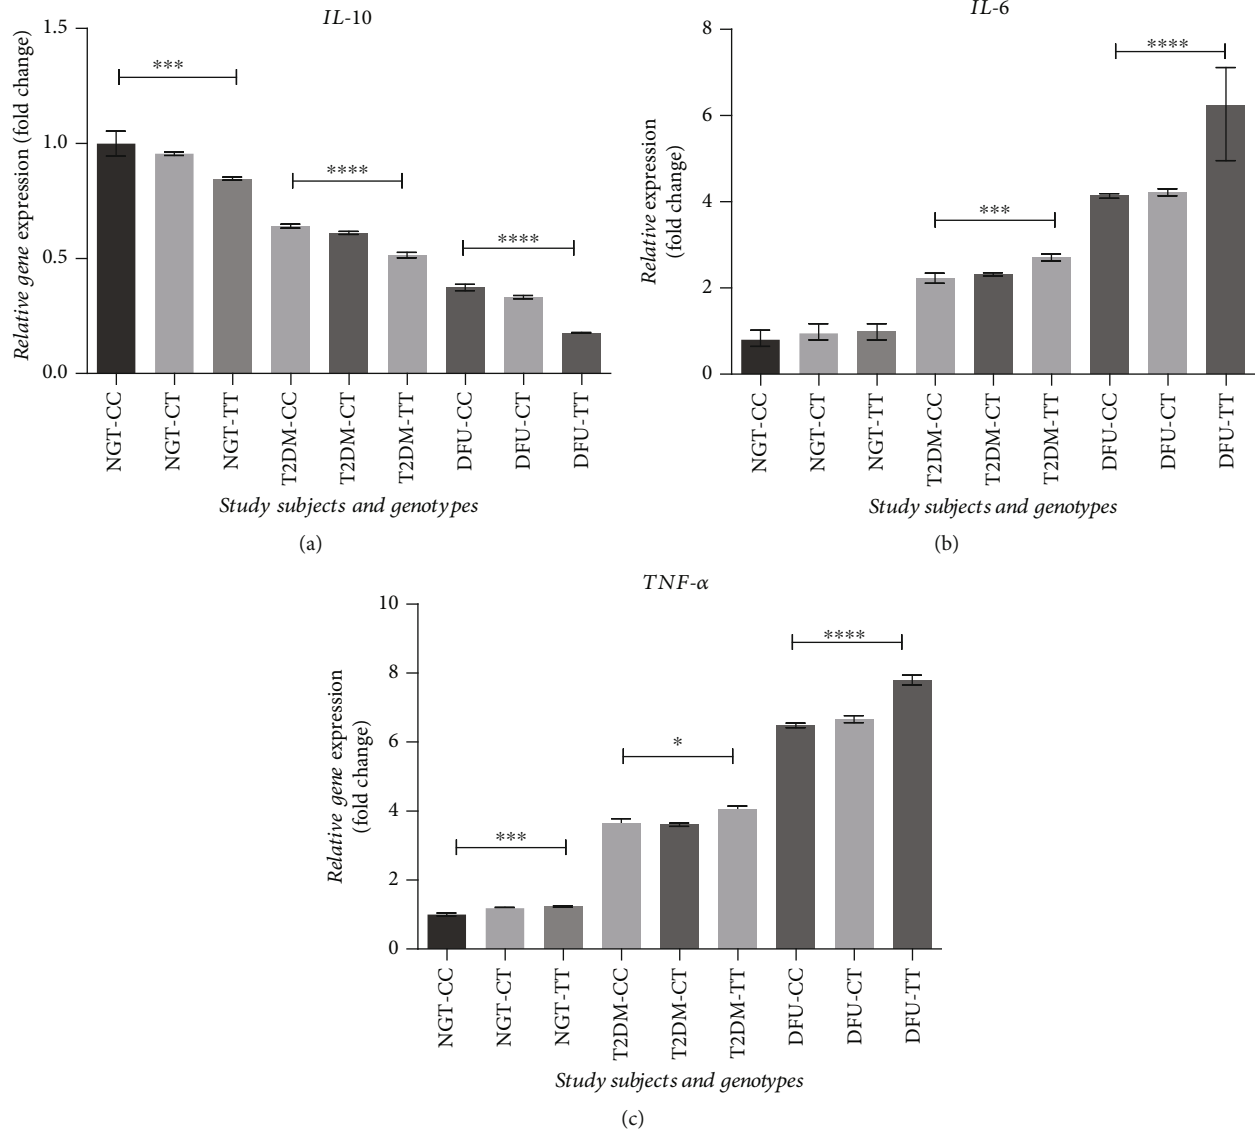 IL-10
Relative gene expression (fold change)
1.5
1.0
0.5
0.0
***
****
****
NGT-CC
NGT-CT
NGT-TT
T2DM-CC
T2DM-CT
T2DM-TT
DFU-CC
DFU-CT
DFU-TT
Study subjects and genotypes
(a)
IL-6
Relative expression
(fold change)
8
6
4
2
0
***
****
NGT-CC
NGT-CT
NGT-TT
T2DM-CC
T2DM-CT
T2DM-TT
DFU-CC
DFU-CT
DFU-TT
Study subjects and genotypes
(b)
TNF-α
Relative gene expression
(fold change)
10
8
6
4
2
0
***
*
****
NGT-CC
NGT-CT
NGT-TT
T2DM-CC
T2DM-CT
T2DM-TT
DFU-CC
DFU-CT
DFU-TT
Study subjects and genotypes
(c)